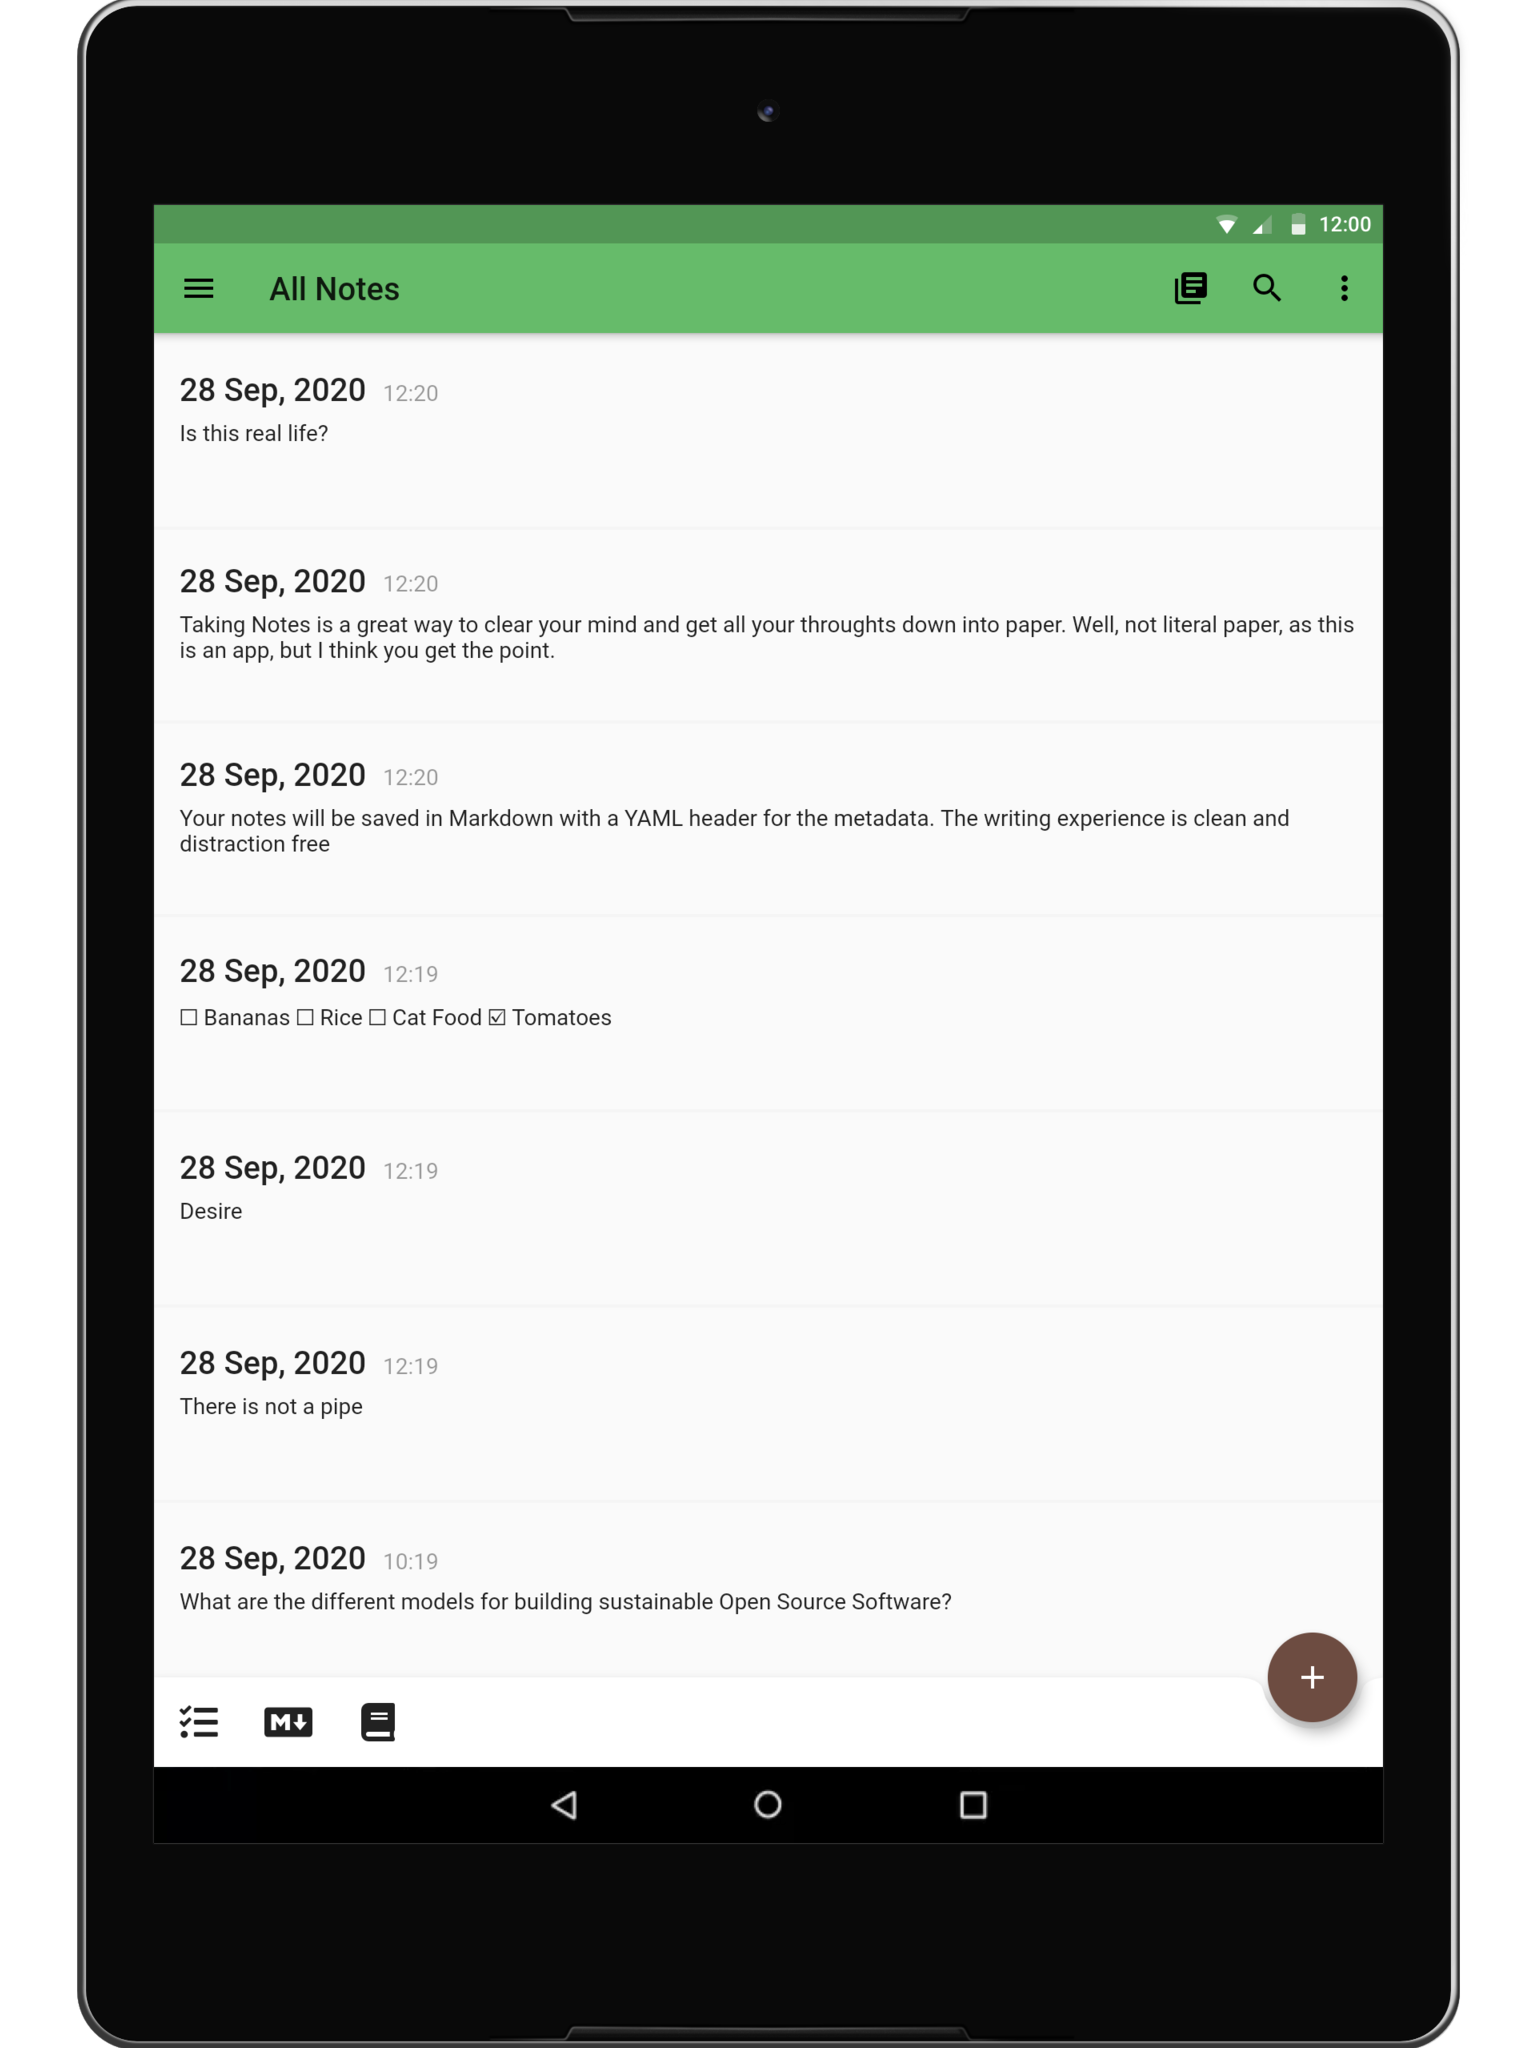 12:00
All Notes
28 Sep, 2020 12:20
Is this real life?
28 Sep, 2020 12:20
Taking Notes is a great way to clear your mind and get all your throughts down into paper. Well, not literal paper, as this
is an app, but I think you get the point.
28 Sep, 2020 12:20
Your notes will be saved in Markdown with a YAML header for the metadata. The writing experience is clean and
distraction free
28 Sep, 2020 12:19
☐ Bananas ☐ Rice ☐ Cat Food ☑ Tomatoes
28 Sep, 2020 12:19
Desire
28 Sep, 2020 12:19
There is not a pipe
28 Sep, 2020 10:19
What are the different models for building sustainable Open Source Software?
M